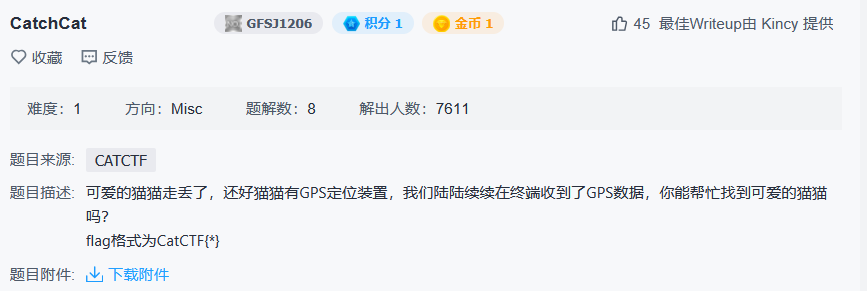 CatchCat GFSJ1206 积分 1 金币 1 45 最佳Writeup由 Kincy 提供
收藏 反馈
难度：1 方向：Misc 题解数：8 解出人数：7611
题目来源: CATCTF
题目描述: 可爱的猫猫走丢了，还好猫猫有GPS定位装置，我们陆陆续续在终端收到了GPS数据，你能帮忙找到可爱的猫猫
吗?
flag格式为CatCTF{*}
题目附件: 下载附件